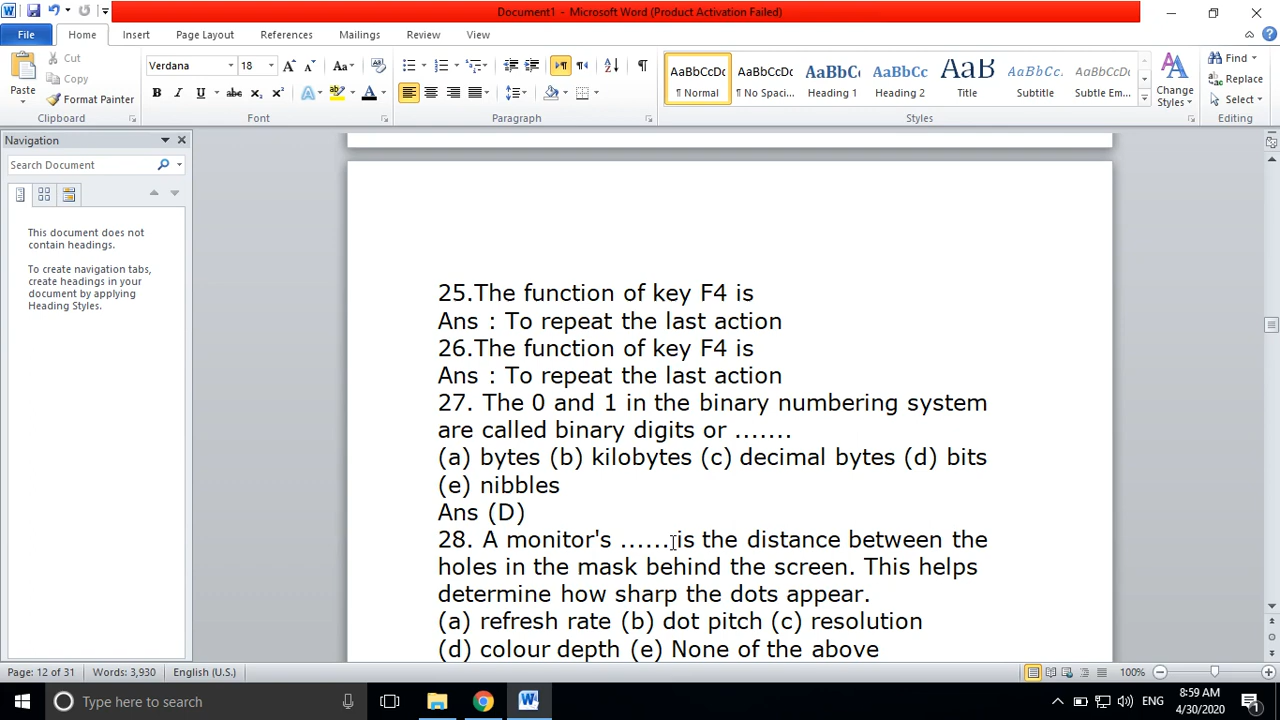 Document1 - Microsoft Word (Product Activation Failed)
File Home Insert Page Layout References Mailings Review View
Paste
Cut
Copy
Format Painter
Clipboard
Verdana 18
Font
Paragraph
AaBbCcDc AaBbCcDc AaBbC AaBbCc AaB AaBbCc. AaBbCcDc
¶ Normal ¶ No Spaci... Heading 1 Heading 2 Title Subtitle Subtle Em...
Styles
Change
Styles
Find
Replace
Select
Editing
Navigation
Search Document
This document does not
contain headings.
To create navigation tabs,
create headings in your
document by applying
Heading Styles.
25.The function of key F4 is
Ans : To repeat the last action
26.The function of key F4 is
Ans : To repeat the last action
27. The 0 and 1 in the binary numbering system
are called binary digits or .......
(a) bytes (b) kilobytes (c) decimal bytes (d) bits
(e) nibbles
Ans (D)
28. A monitor's ......is the distance between the
holes in the mask behind the screen. This helps
determine how sharp the dots appear.
(a) refresh rate (b) dot pitch (c) resolution
(d) colour depth (e) None of the above
Page: 12 of 31 Words: 3,930 English (U.S.) 100%
Type here to search
ENG
8:59 AM
4/30/2020